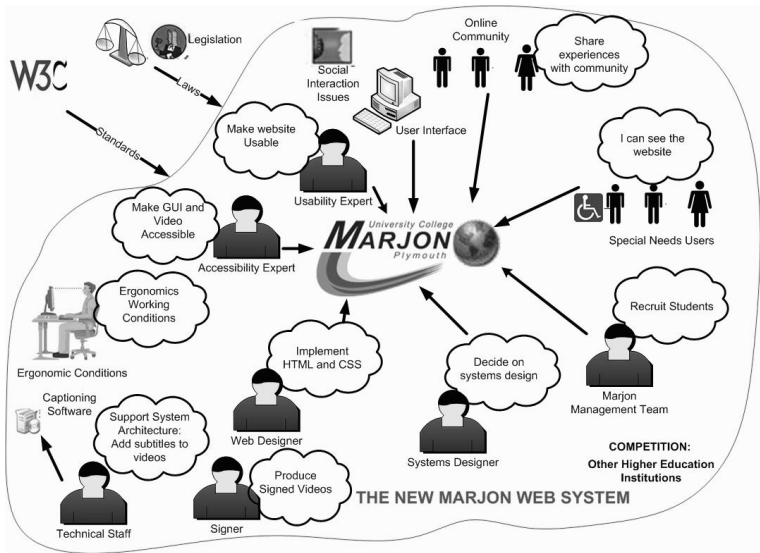 Legislation
W3C
Laws
Standards
Social
Interaction
Issues
Online
Community
Share
experiences
with community
User Interface
Make website
Usable
Usability Expert
I can see the
website
Special Needs Users
Make GUI and
Video
Accessible
Accessibility Expert
University College
MARJON
Plymouth
Ergonomics
Working
Conditions
Ergonomic Conditions
Recruit Students
Marjon
Management Team
Implement
HTML and CSS
Web Designer
Decide on
systems design
Systems Designer
Captioning
Software
Support System
Architecture:
Add subtitles to
videos
Technical Staff
Produce
Signed Videos
Signer
COMPETITION:
Other Higher Education
Institutions
THE NEW MARJON WEB SYSTEM